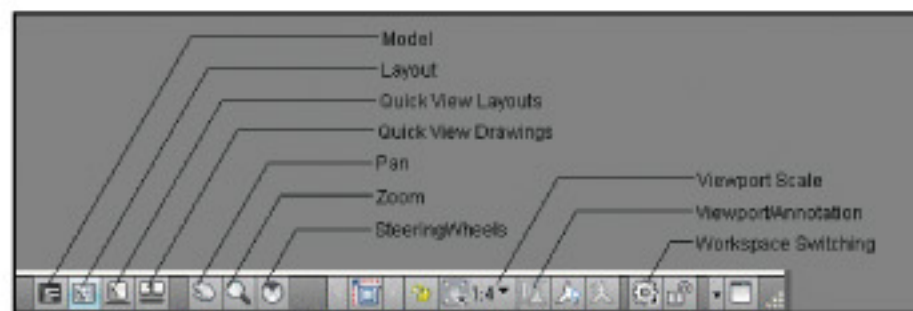 Model
Layout
Quick View Layouts
Quick View Drawings
Pan
Zoom
SteeringWheels
Viewport Scale
Viewport/Annotation
Workspace Switching
1:4